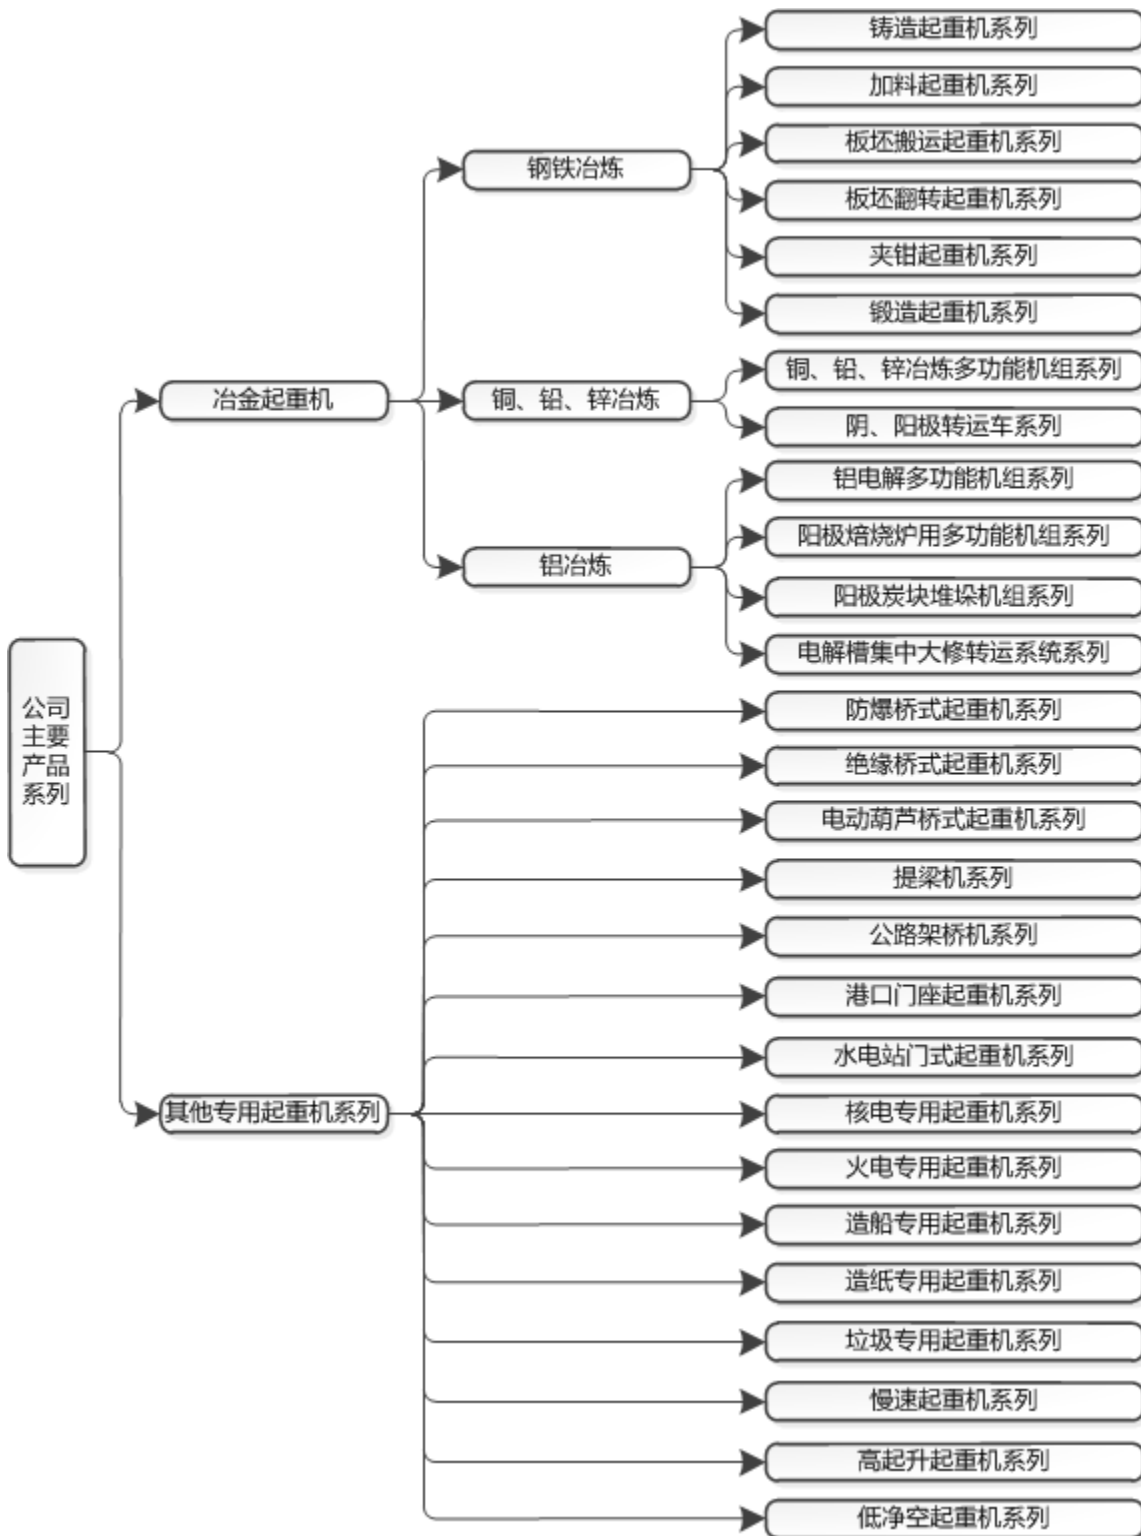 铸造起重机系列
加料起重机系列
板坯搬运起重机系列
钢铁冶炼
板坯翻转起重机系列
夹钳起重机系列
锻造起重机系列
铜、铅、锌冶炼多功能机组系列
冶金起重机
铜、铅、锌冶炼
阴、阳极转运车系列
铝电解多功能机组系列
阳极焙烧炉用多功能机组系列
铝冶炼
阳极炭块堆垛机组系列
电解槽集中大修转运系统系列
公司
主要
产品
系列
防爆桥式起重机系列
绝缘桥式起重机系列
电动葫芦桥式起重机系列
提梁机系列
公路架桥机系列
港口门座起重机系列
水电站门式起重机系列
其他专用起重机系列
核电专用起重机系列
火电专用起重机系列
造船专用起重机系列
造纸专用起重机系列
垃圾专用起重机系列
慢速起重机系列
高起升起重机系列
低净空起重机系列